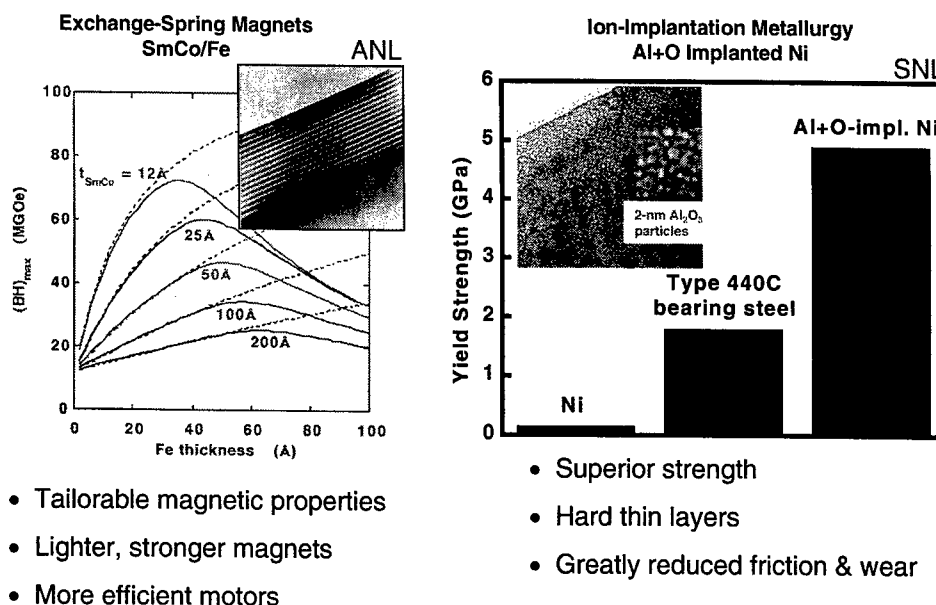 Exchange-Spring Magnets
SmCo/Fe
ANL
100
80
60
40
20
0
(BH)max (MGOe)
tSmCo = 12Å
25Å
50Å
100Å
200Å
0 20 40 60 80 100
Fe thickness (Å)
• Tailorable magnetic properties
• Lighter, stronger magnets
• More efficient motors
Ion-Implantation Metallurgy
Al+O Implanted Ni
SNL
6
5
4
3
2
1
0
Yield Strength (GPa)
2-nm Al₂O₃
particles
Ni
Type 440C
bearing steel
Al+O-impl. Ni
• Superior strength
• Hard thin layers
• Greatly reduced friction & wear